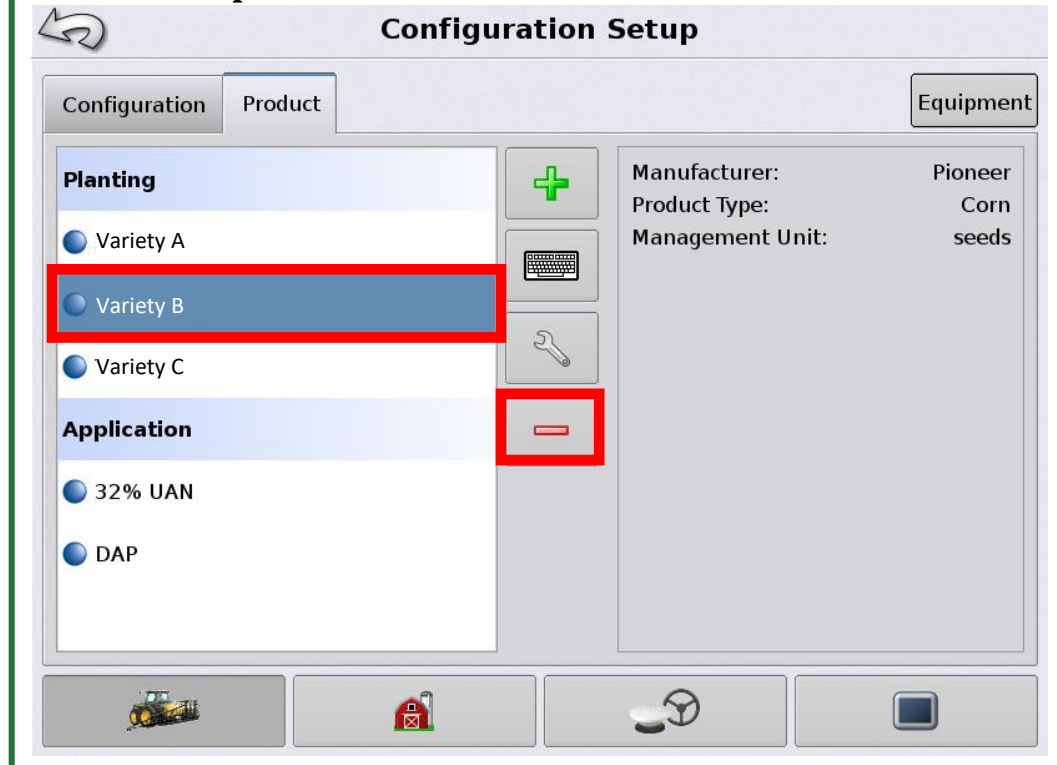 Configuration Setup
Configuration Product Equipment
Planting
Variety A
Variety B
Variety C
Application
32% UAN
DAP
Manufacturer: Pioneer
Product Type: Corn
Management Unit: seeds